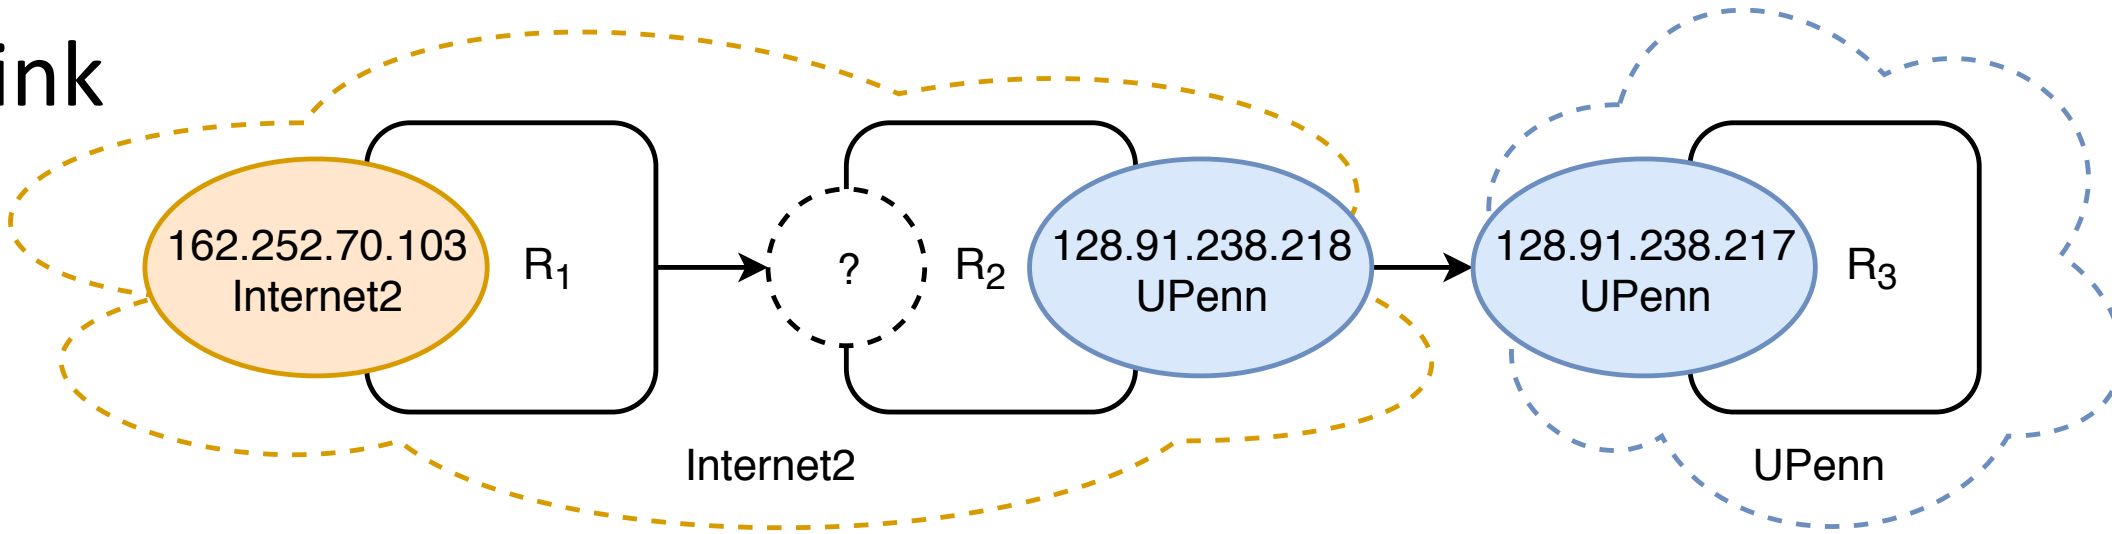 ink
162.252.70.103
Internet2
R1
?
R2
128.91.238.218
UPenn
128.91.238.217
UPenn
R3
Internet2
UPenn